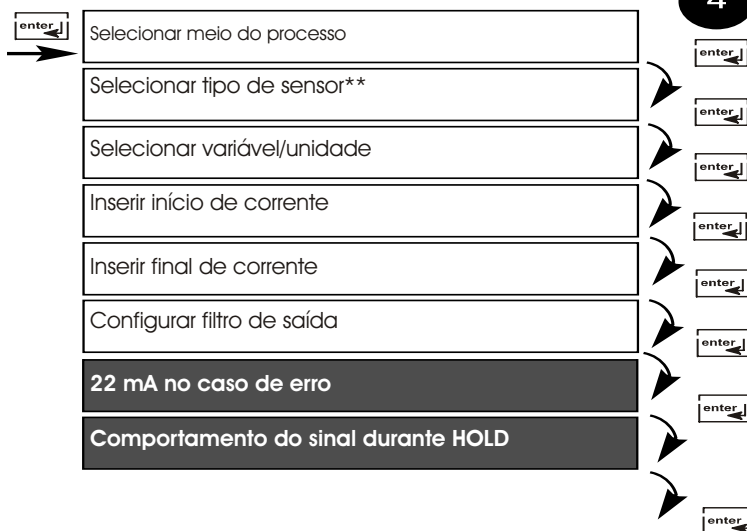 4
enter
Selecionar meio do processo
enter
Selecionar tipo de sensor**
enter
Selecionar variável/unidade
enter
Inserir início de corrente
enter
Inserir final de corrente
enter
Configurar filtro de saída
enter
22 mA no caso de erro
enter
Comportamento do sinal durante HOLD
enter